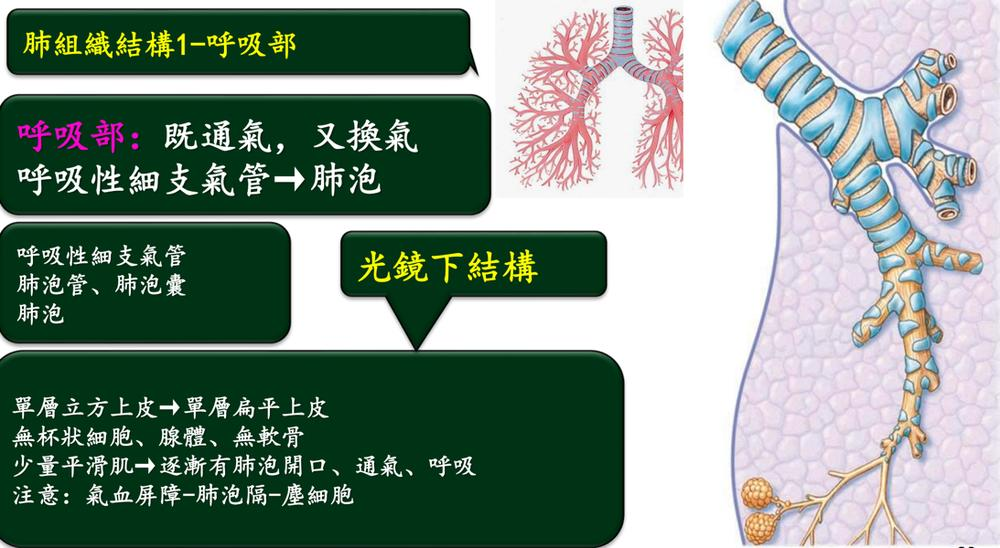 肺組織結構1-呼吸部
呼吸部：既通氣，又換氣
呼吸性細支氣管→肺泡
呼吸性細支氣管
肺泡管、肺泡囊
肺泡
光鏡下結構
單層立方上皮→單層扁平上皮
無杯狀細胞、腺體、無軟骨
少量平滑肌→逐漸有肺泡開口、通氣、呼吸
注意：氣血屏障-肺泡隔-塵細胞